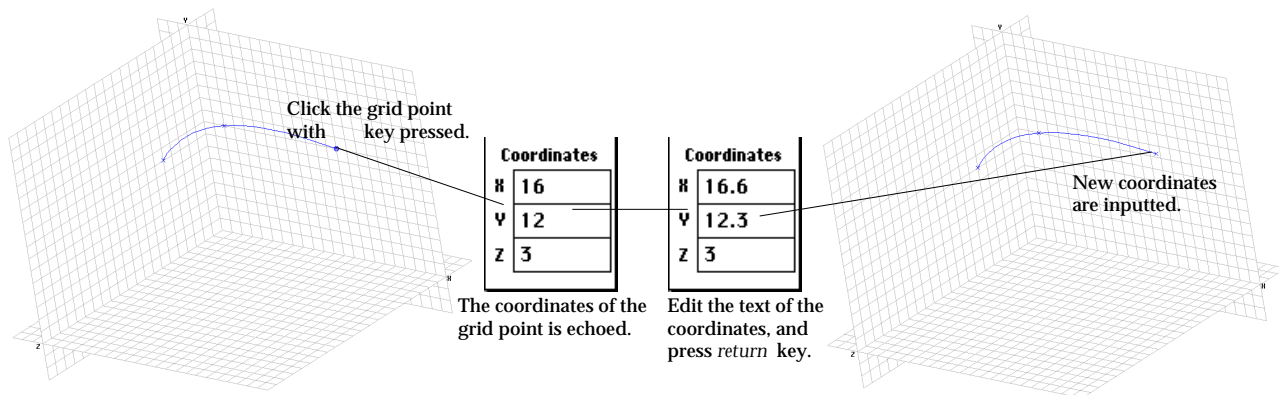 Y
Click the grid point
with key pressed.
X
Z
Coordinates
X 16
Y 12
Z 3
The coordinates of the
grid point is echoed.
Coordinates
X 16.6
Y 12.3
Z 3
Edit the text of the
coordinates, and
press return key.
Y
New coordinates
are inputted.
X
Z